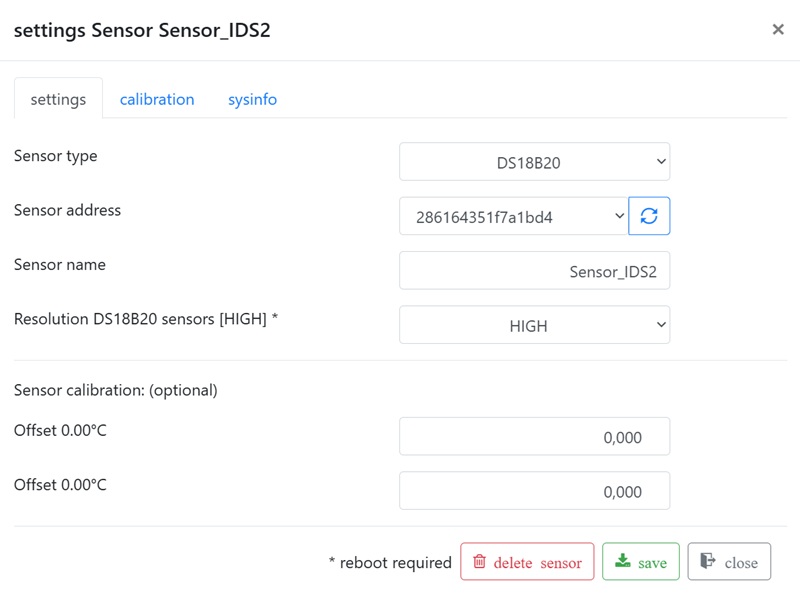 settings Sensor Sensor_IDS2 ×
settings calibration sysinfo
Sensor type DS18B20
Sensor address 286164351f7a1bd4
Sensor name Sensor_IDS2
Resolution DS18B20 sensors [HIGH] * HIGH
Sensor calibration: (optional)
Offset 0.00°C 0,000
Offset 0.00°C 0,000
* reboot required delete sensor save close